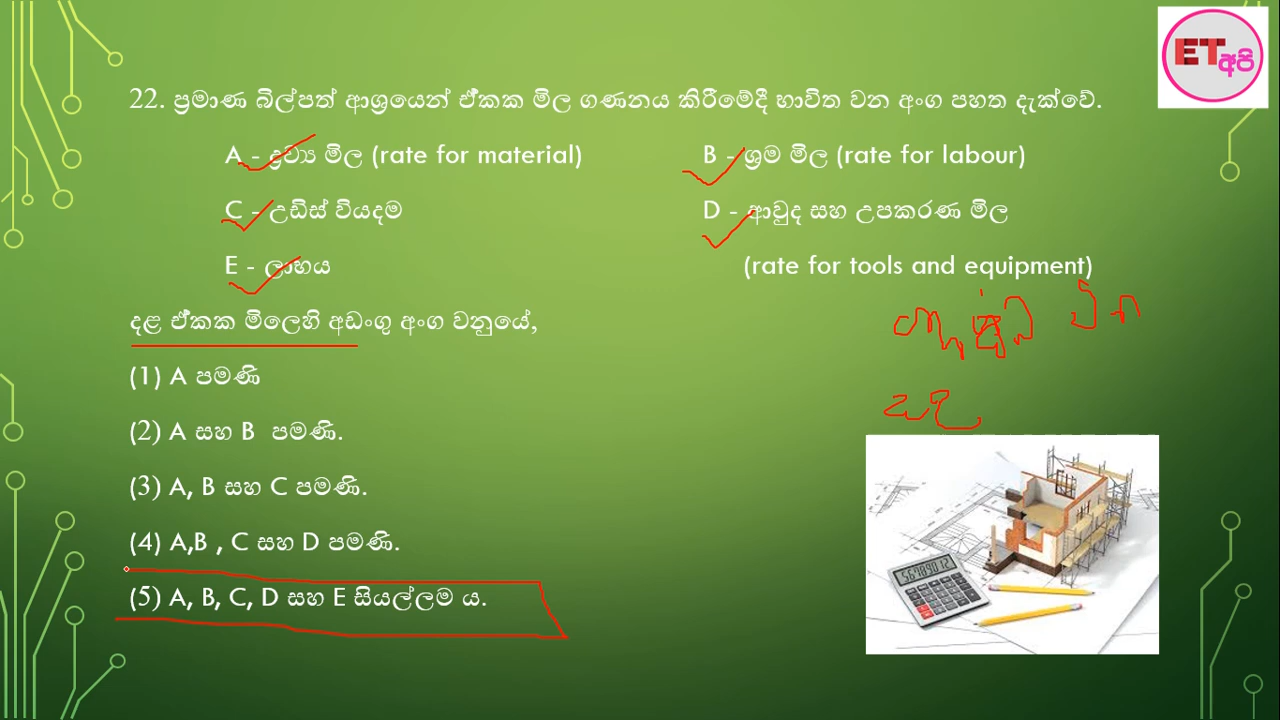 ET
අපි
22. ප්‍රමාණ බිල්පත් ආශ්‍රයෙන් ඒකක මිල ගණනය කිරීමේදී භාවිත වන අංග පහත දැක්වේ.
A - ද්‍රව්‍ය මිල (rate for material) B - ශ්‍රම මිල (rate for labour)
C - උඩිස් වියදම D - ආවුද සහ උපකරණ මිල
E - ලාභය (rate for tools and equipment)
දළ ඒකක මිලෙහි අඩංගු අංග වනුයේ,
(1) A පමණි
(2) A සහ B පමණි.
(3) A, B සහ C පමණි.
(4) A,B , C සහ D පමණි.
(5) A, B, C, D සහ E සියල්ලම ය.